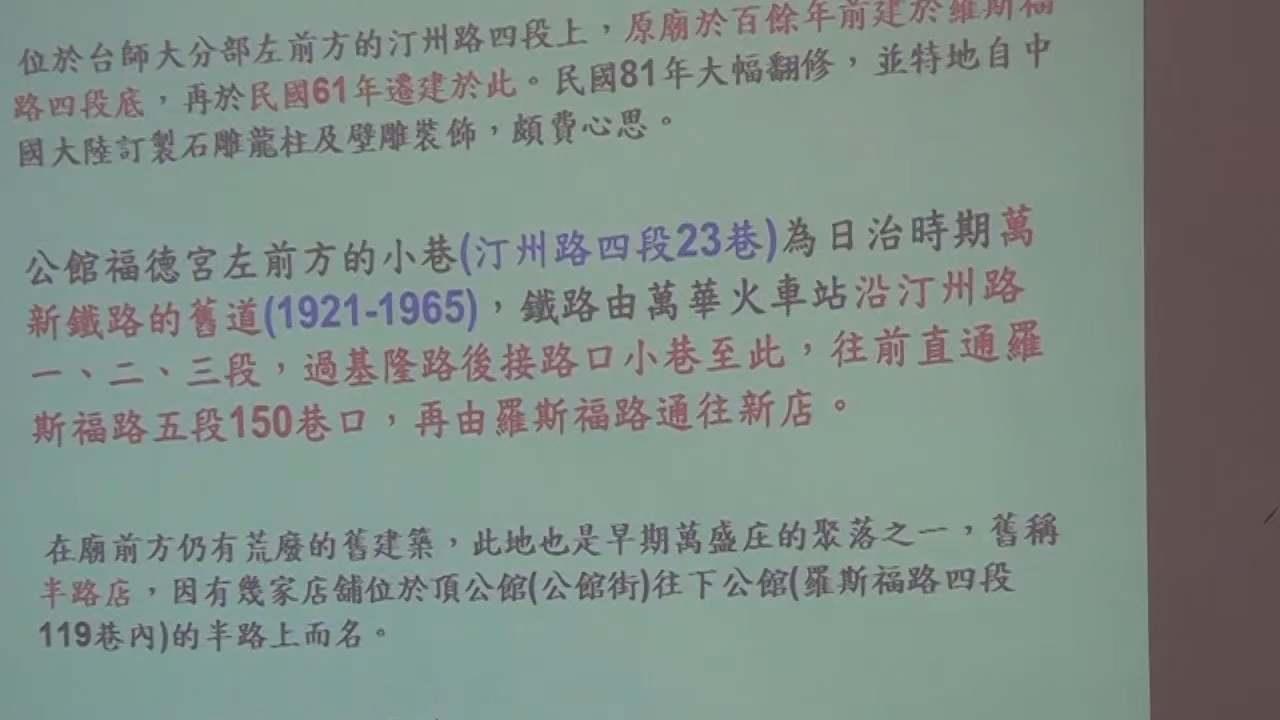 位於台師大分部左前方的汀州路四段上，原廟於百餘年前建於羅斯福
路四段底，再於民國61年遷建於此。民國81年大幅翻修，並特地自中
國大陸訂製石雕龍柱及壁雕裝飾，頗費心思。
公館福德宮左前方的小巷(汀州路四段23巷)為日治時期萬
新鐵路的舊道(1921-1965)，鐵路由萬華火車站沿汀州路
一、二、三段，過基隆路後接路口小巷至此，往前直通羅
斯福路五段150巷口，再由羅斯福路通往新店。
在廟前方仍有荒廢的舊建築，此地也是早期萬盛庄的聚落之一，舊稱
半路店，因有幾家店舖位於頂公館(公館街)往下公館(羅斯福路四段
119巷內)的半路上而名。